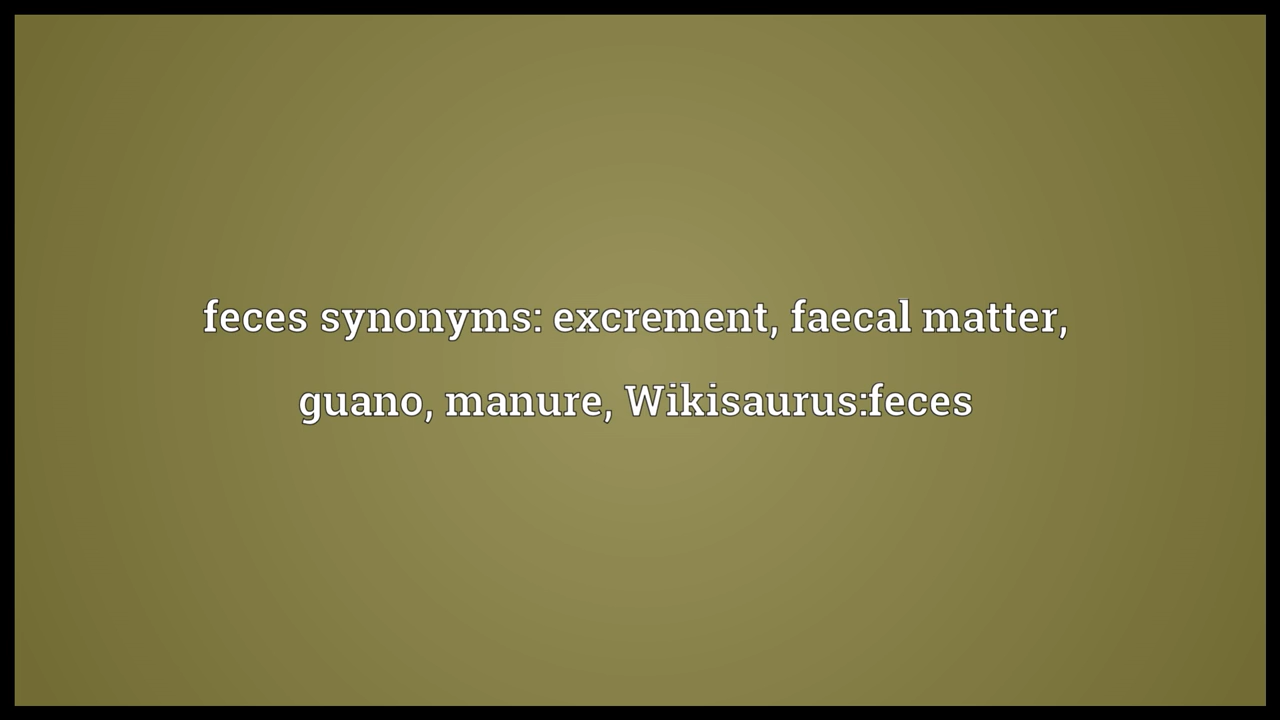 feces synonyms: excrement, faecal matter,
guano, manure, Wikisaurus:feces